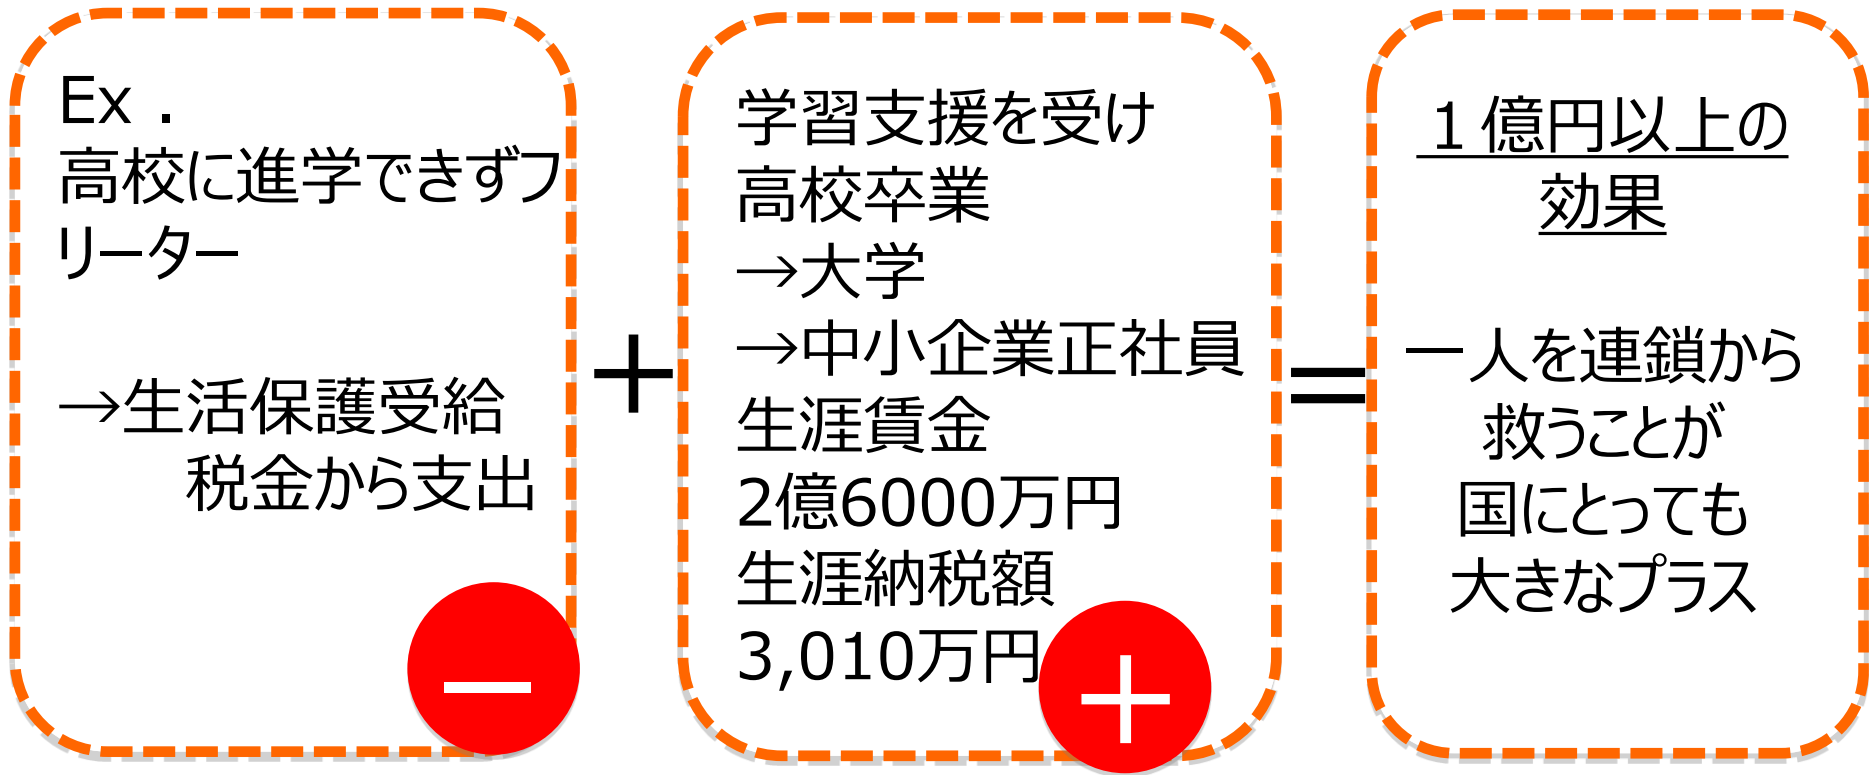 Ex．
高校に進学できずフ
リーター
→生活保護受給
税金から支出
－
＋
学習支援を受け
高校卒業
→大学
→中小企業正社員
生涯賃金
2億6000万円
生涯納税額
3,010万円
＋
＝
１億円以上の
効果
一人を連鎖から
救うことが
国にとっても
大きなプラス